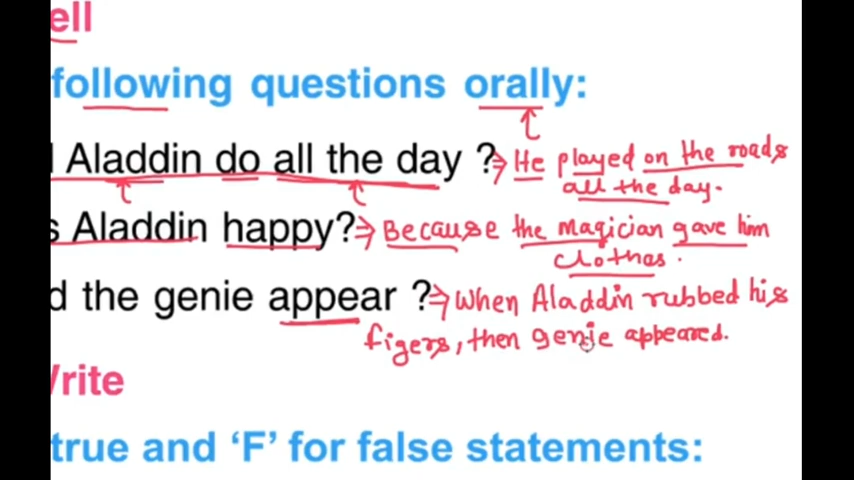 ell
following questions orally:
Aladdin do all the day ? ⇒ He played on the roads
all the day.
s Aladdin happy? ⇒ Because the magician gave him
clothas.
d the genie appear ? ⇒ When Aladdin rubbed his
figers, then genie appeared.
Write
true and ‘F’ for false statements: